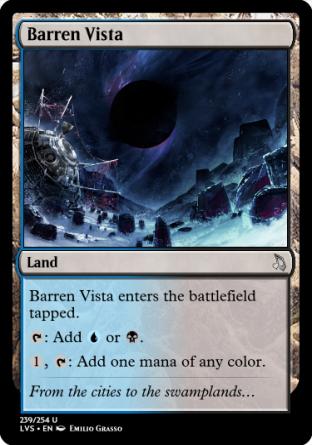 Barren Vista
Land
Barren Vista enters the battlefield
tapped.
: Add or .
1 , : Add one mana of any color.
From the cities to the swamplands…
239/254 U
LVS • EN Emilio Grasso